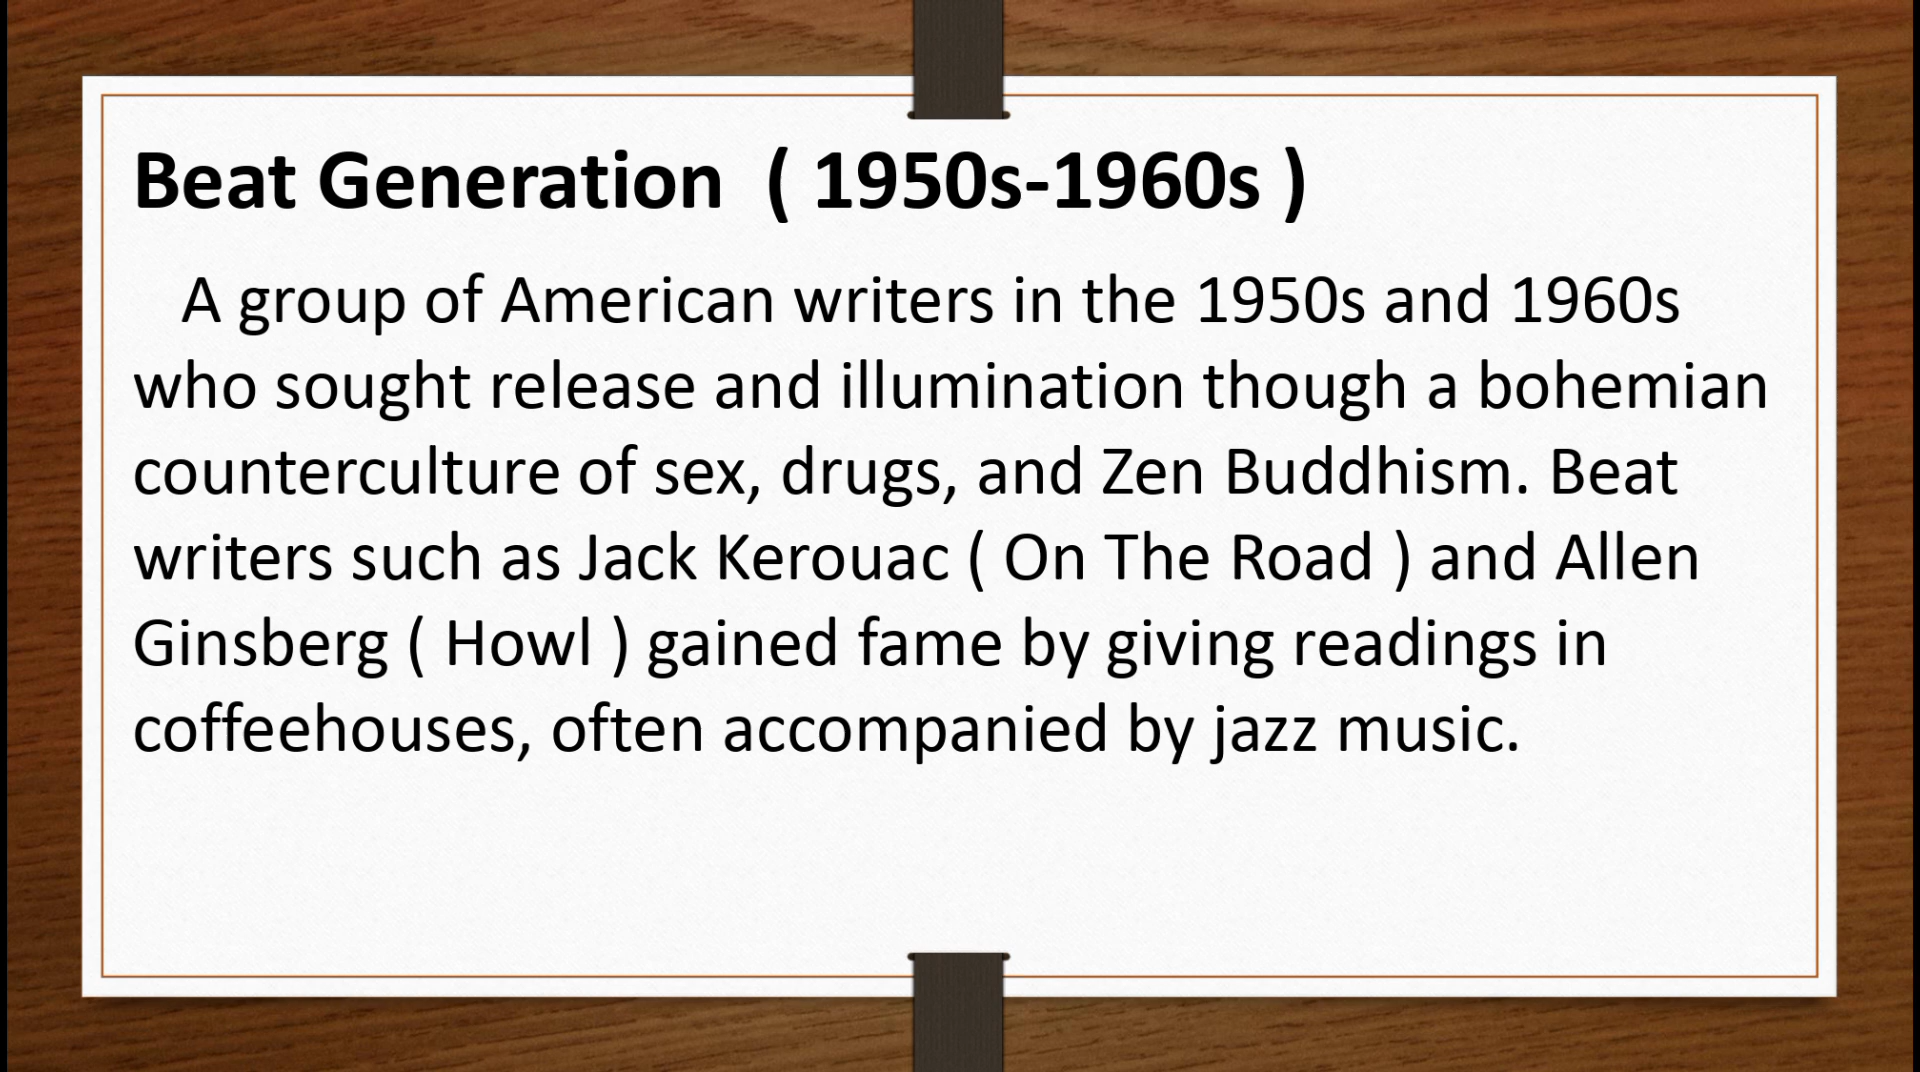 Beat Generation  ( 1950s-1960s )
A group of American writers in the 1950s and 1960s
who sought release and illumination though a bohemian
counterculture of sex, drugs, and Zen Buddhism. Beat
writers such as Jack Kerouac ( On The Road ) and Allen
Ginsberg ( Howl ) gained fame by giving readings in
coffeehouses, often accompanied by jazz music.